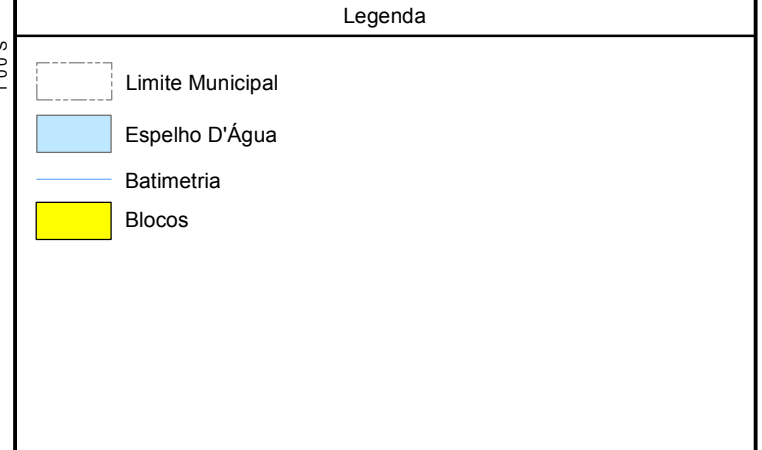 Legenda
Limite Municipal
Espelho D'Água
Batimetria
Blocos